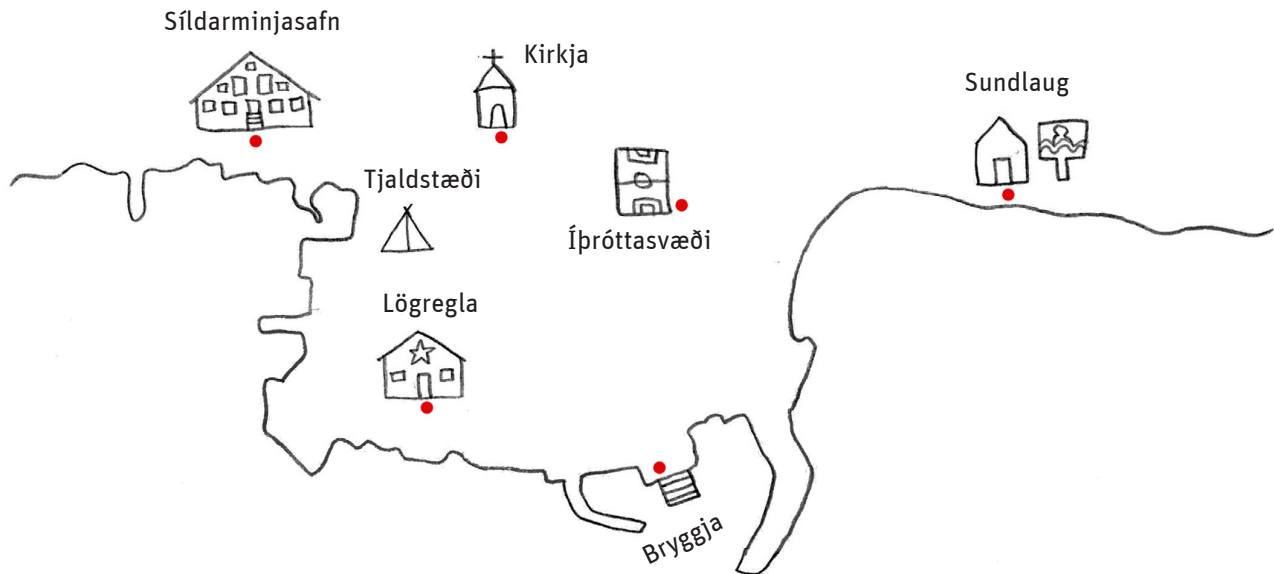 Síldarminjasafn
Kirkja
Sundlaug
Tjaldstæði
Íþróttasvæði
Lögregla
Bryggja